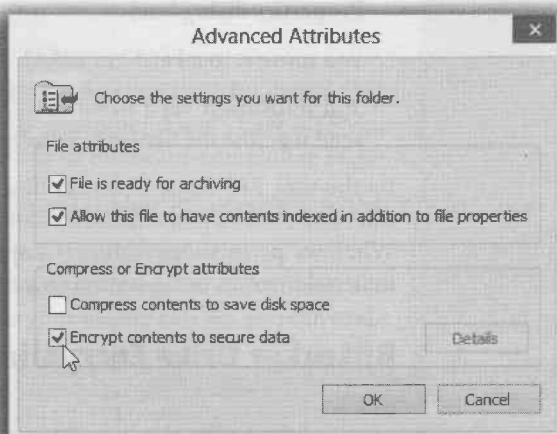 Advanced Attributes
Choose the settings you want for this folder.
File attributes
File is ready for archiving
Allow this file to have contents indexed in addition to file properties
Compress or Encrypt attributes
Compress contents to save disk space
Encrypt contents to secure data
Details
OK
Cancel